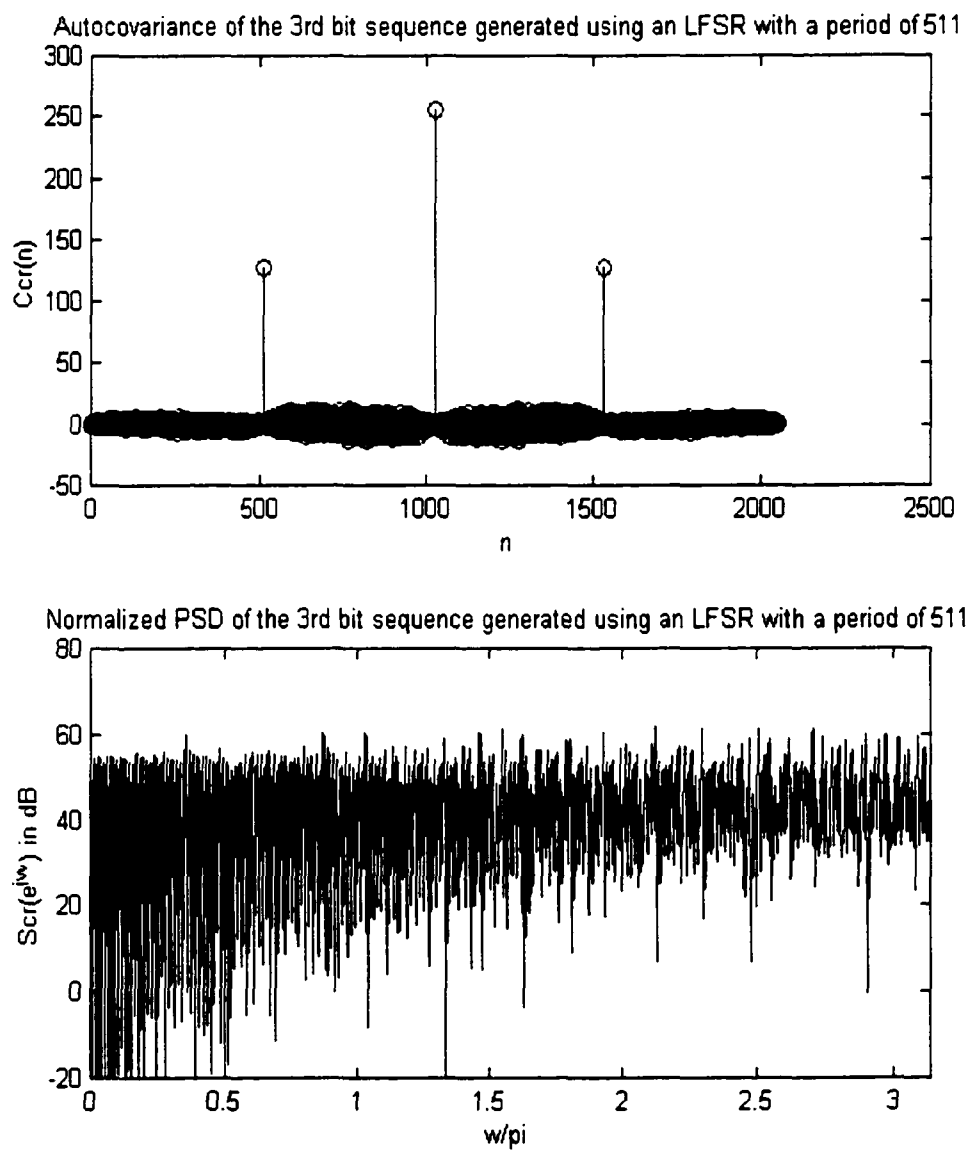 Autocovariance of the 3rd bit sequence generated using an LFSR with a period of 511
300
250
200
150
100
50
0
-50
Ccr(n)
0 500 1000 1500 2000 2500
n
Normalized PSD of the 3rd bit sequence generated using an LFSR with a period of 511
80
60
40
20
0
-20
Scr(e^jw) in dB
0 0.5 1 1.5 2 2.5 3
w/pi